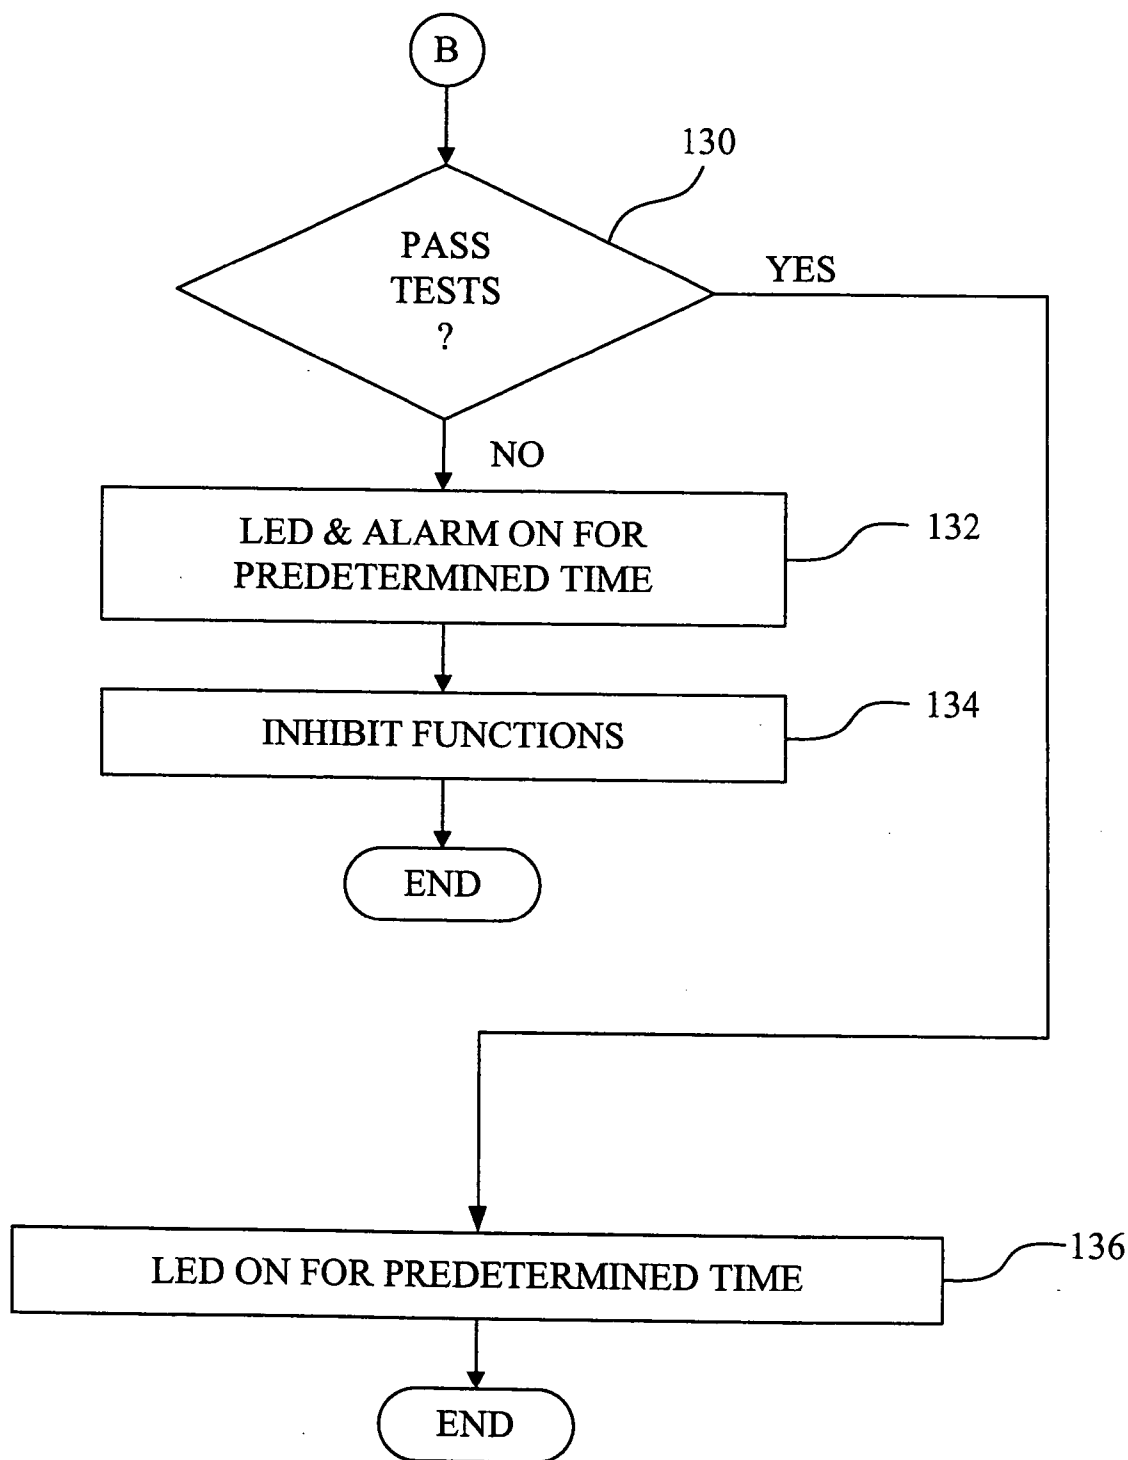 B
130
PASS
TESTS
?
YES
NO
LED & ALARM ON FOR
PREDETERMINED TIME
132
INHIBIT FUNCTIONS
134
END
LED ON FOR PREDETERMINED TIME
136
END